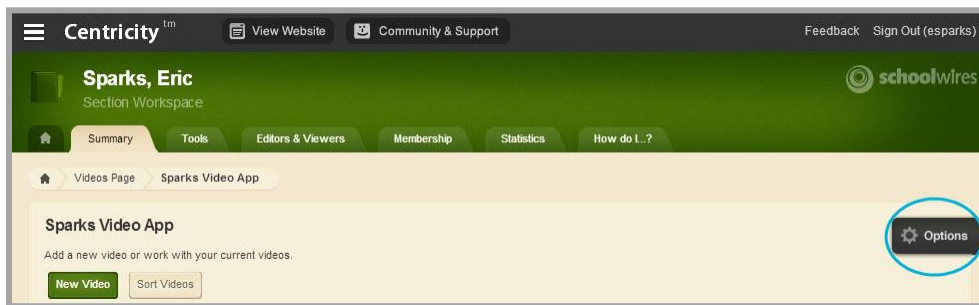 Centricity tm View Website Community & Support Feedback Sign Out (esparks)
Sparks, Eric
Section Workspace
schoolwires
Summary Tools Editors & Viewers Membership Statistics How do I...?
Videos Page Sparks Video App
Sparks Video App
Options
Add a new video or work with your current videos.
New Video Sort Videos